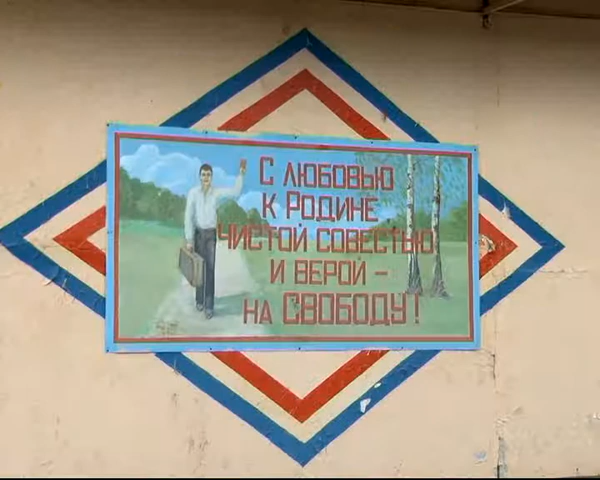 С ЛЮБОВЬЮ
К РОДИНЕ
ЧИСТОЙ СОВЕСТЬЮ
И ВЕРОЙ –
НА СВОБОДУ!